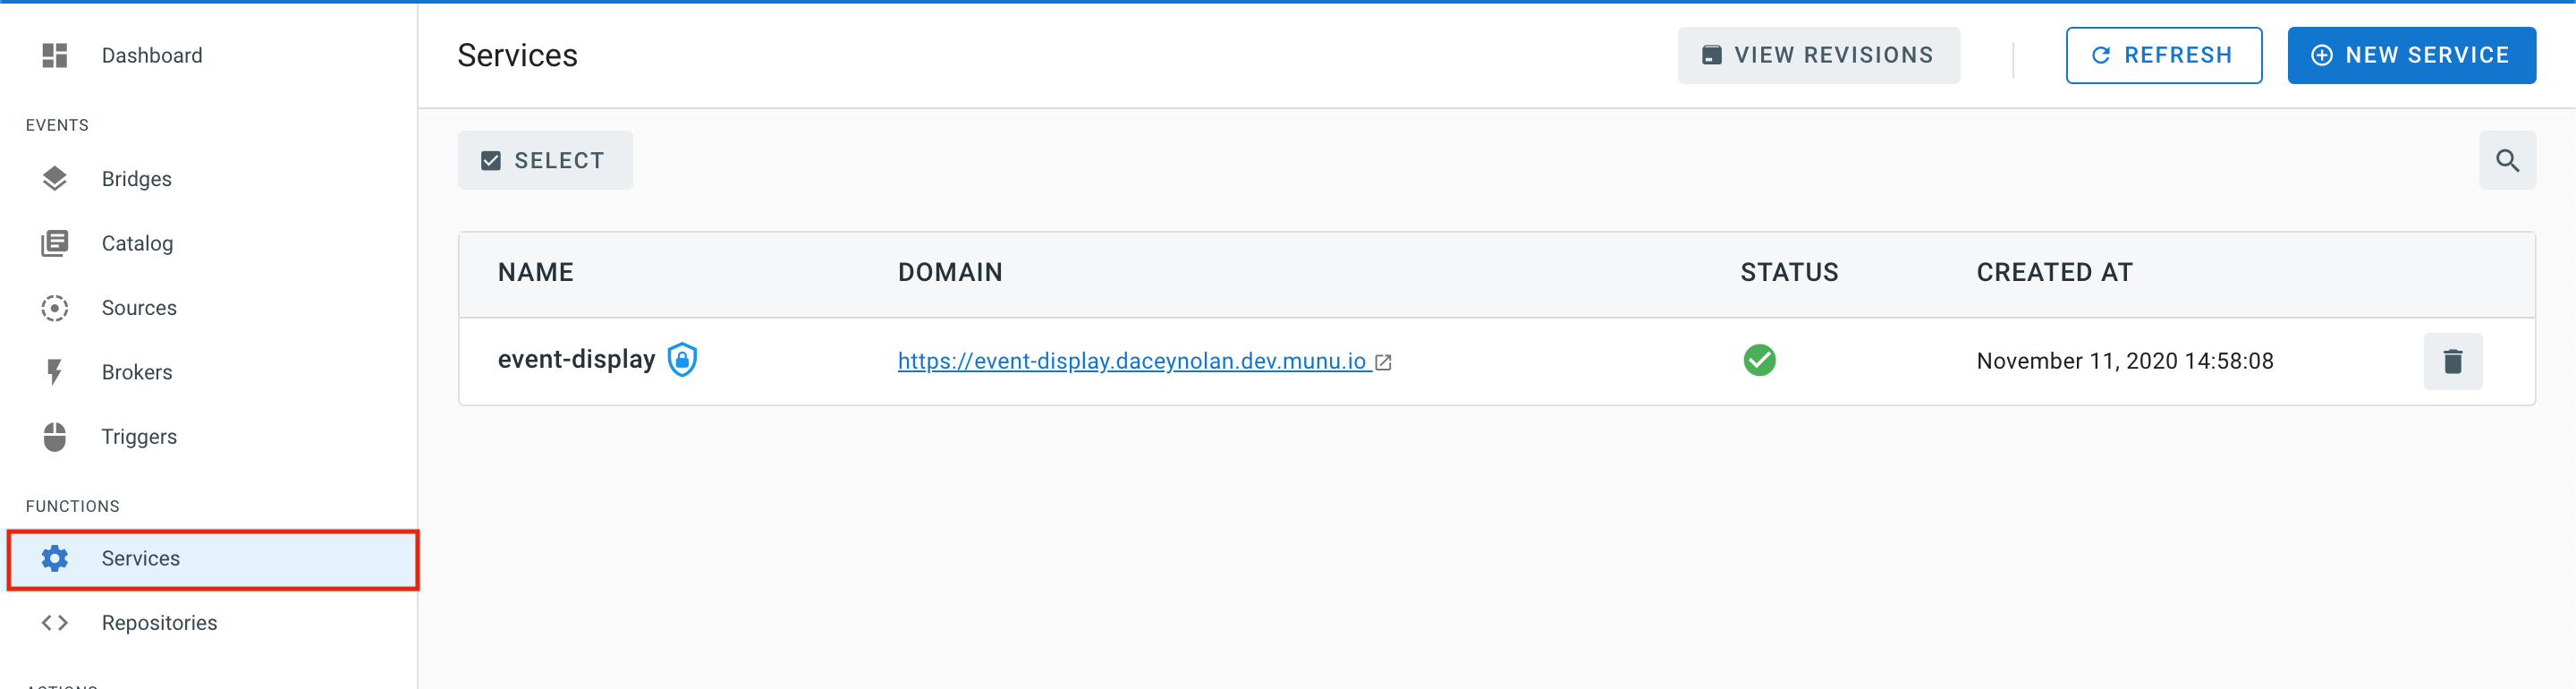 Dashboard
EVENTS
Bridges
Catalog
Sources
Brokers
Triggers
FUNCTIONS
Services
Repositories
Services
VIEW REVISIONS
REFRESH
NEW SERVICE
SELECT
NAME DOMAIN STATUS CREATED AT
event-display https://event-display.daceynolan.dev.munu.io November 11, 2020 14:58:08